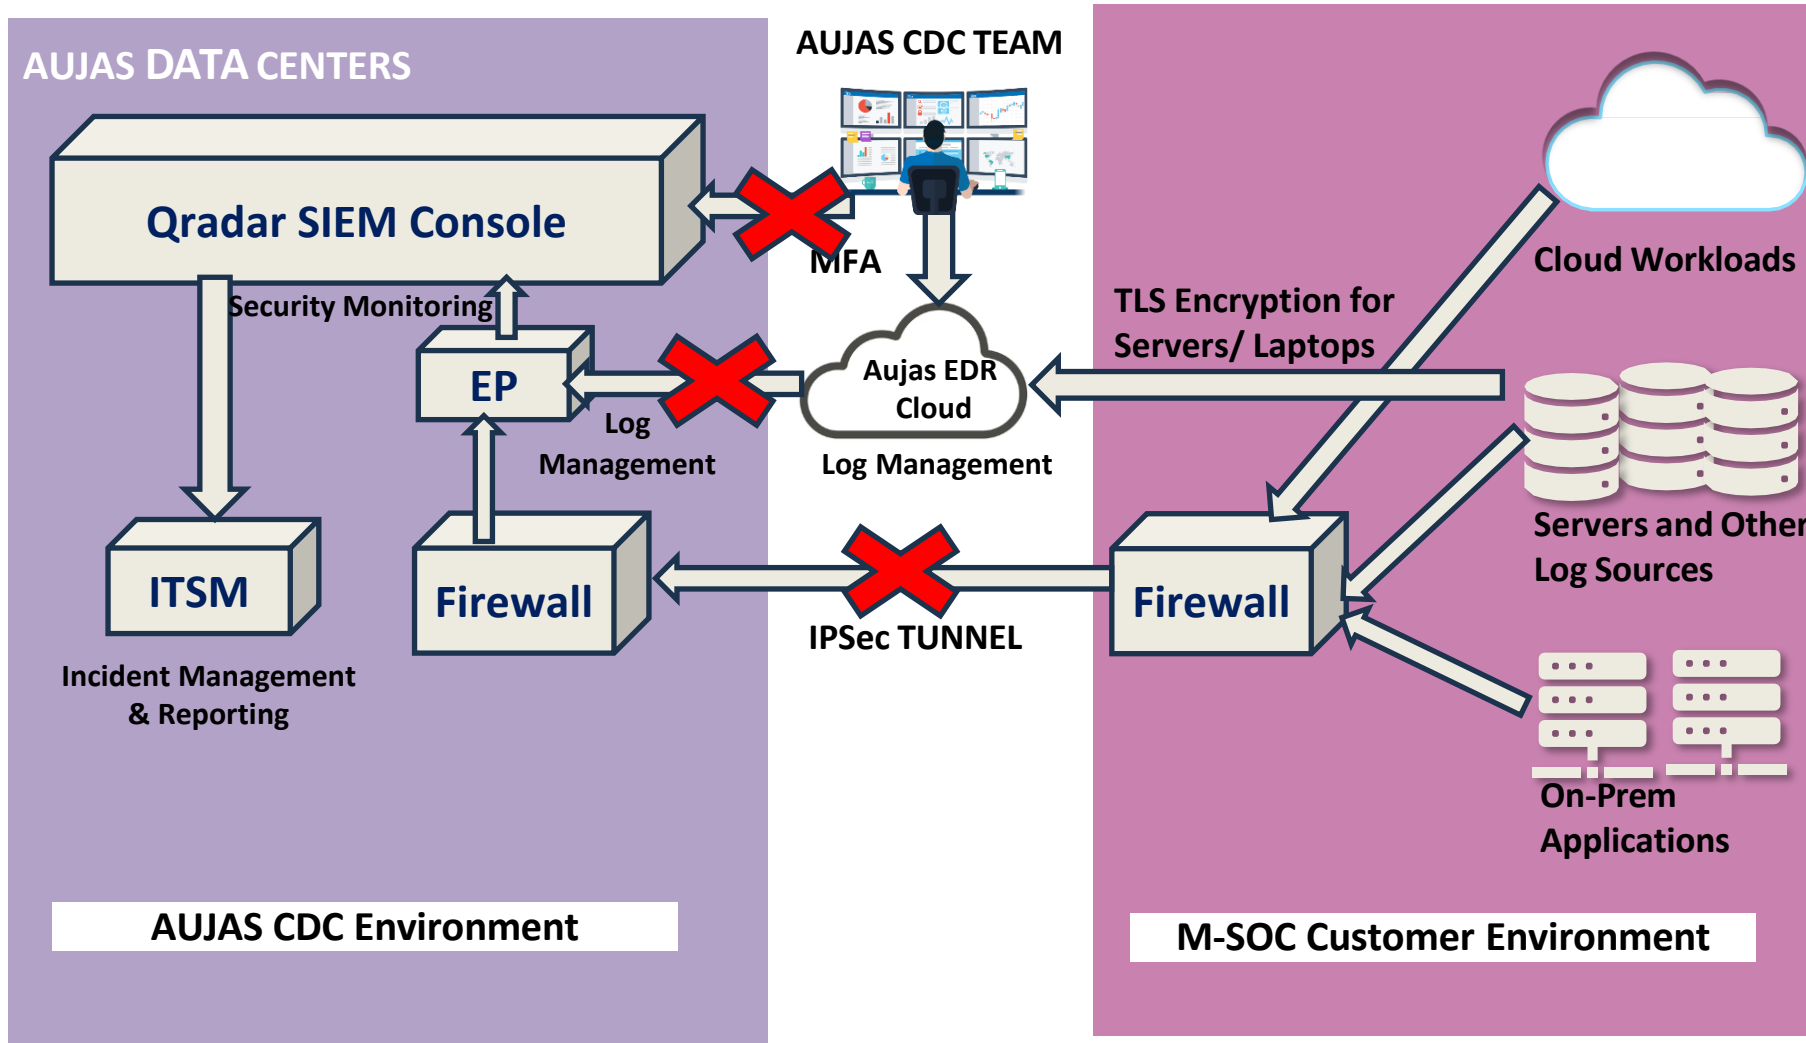 AUJAS DATA CENTERS
AUJAS CDC TEAM
Qradar SIEM Console
MFA
Security Monitoring
EP
Log
Management
Aujas EDR
Cloud
Log Management
TLS Encryption for
Servers/ Laptops
Cloud Workloads
Servers and Other
Log Sources
ITSM
Firewall
IPSec TUNNEL
Firewall
Incident Management
& Reporting
On-Prem
Applications
AUJAS CDC Environment
M-SOC Customer Environment